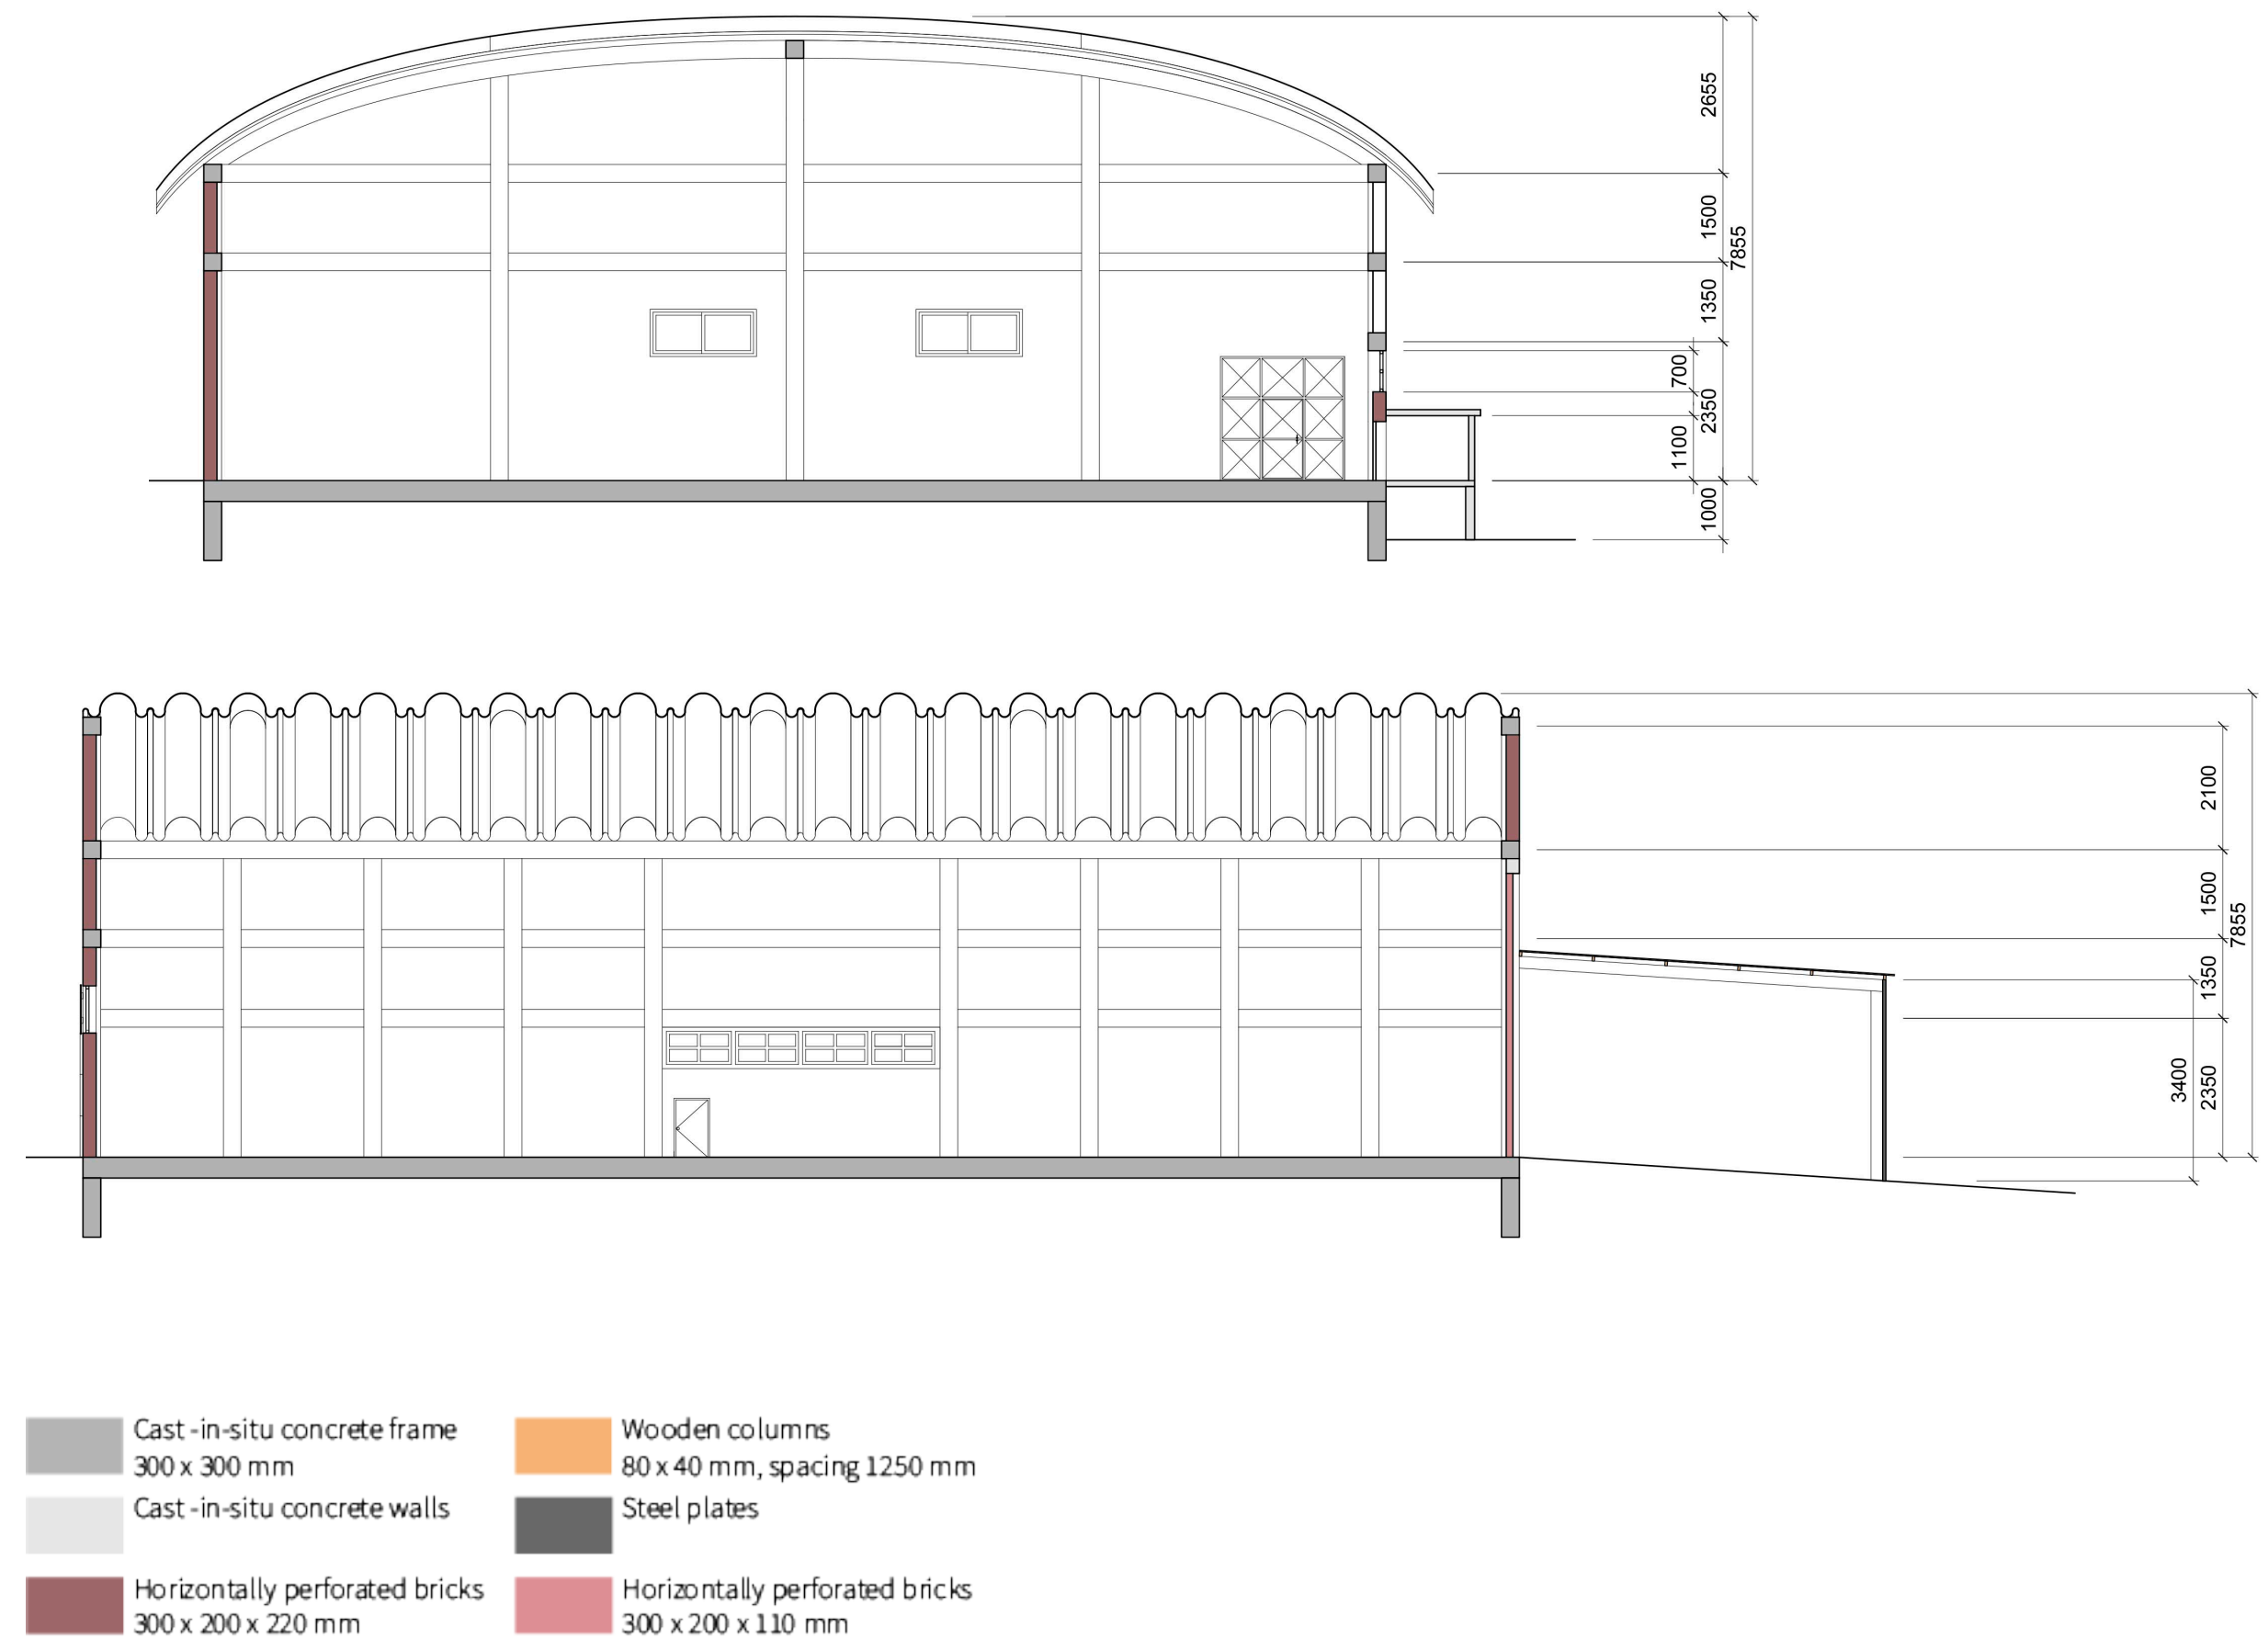 2655
1500
7855
1350
700
2350
1100
1000
2100
1500
7855
1350
3400
2350
Cast-in-situ concrete frame
300 x 300 mm
Cast-in-situ concrete walls
Horizontally perforated bricks
300 x 200 x 220 mm
Wooden columns
80 x 40 mm, spacing 1250 mm
Steel plates
Horizontally perforated bricks
300 x 200 x 110 mm